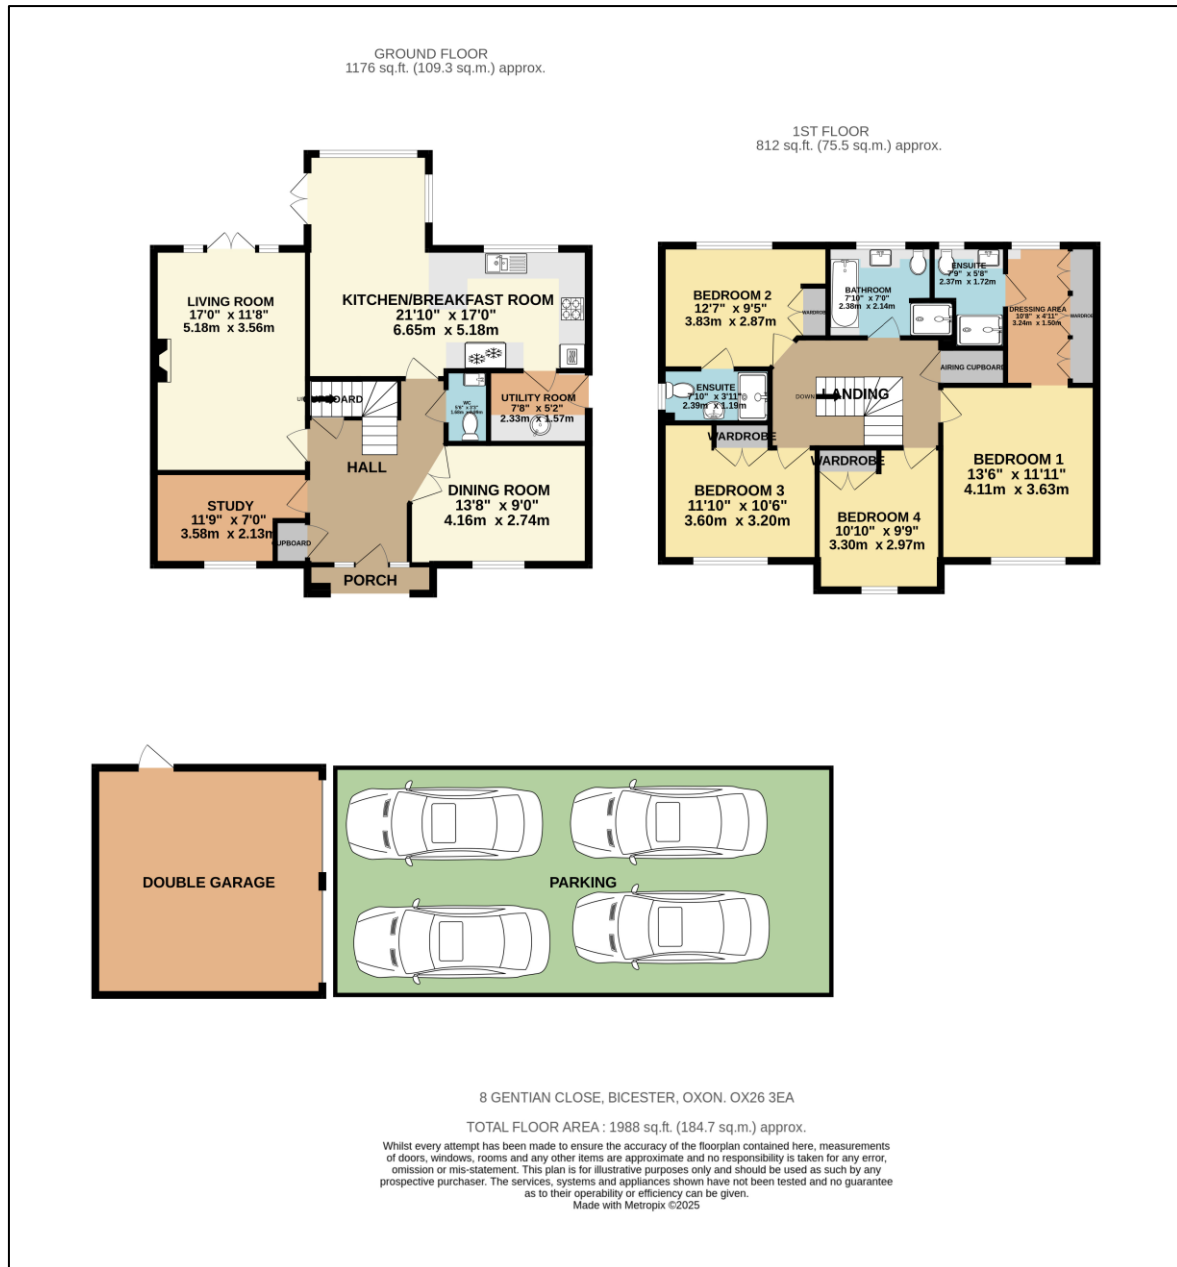 GROUND FLOOR
1176 sq.ft. (109.3 sq.m.) approx.
1ST FLOOR
812 sq.ft. (75.5 sq.m.) approx.
LIVING ROOM
17'0" x 11'8"
5.18m x 3.56m
KITCHEN/BREAKFAST ROOM
21'10" x 17'0"
6.65m x 5.18m
WC
UTILITY ROOM
7'8" x 5'2"
2.33m x 1.57m
HALL
STUDY
11'9" x 7'0"
3.58m x 2.13m
CUPBOARD
DINING ROOM
13'8" x 9'0"
4.16m x 2.74m
PORCH
BEDROOM 2
12'7" x 9'5"
3.83m x 2.87m
WARDROBE
BATHROOM
7'10" x 7'0"
2.38m x 2.14m
ENSUITE
7'9" x 5'8"
2.37m x 1.72m
DRESSING AREA
10'8" x 4'11"
3.24m x 1.50m
WARDROBE
AIRING CUPBOARD
ENSUITE
7'10" x 3'11"
2.39m x 1.19m
DOWN
LANDING
WARDROBE
WARDROBE
BEDROOM 1
13'6" x 11'11"
4.11m x 3.63m
BEDROOM 3
11'10" x 10'6"
3.60m x 3.20m
BEDROOM 4
10'10" x 9'9"
3.30m x 2.97m
DOUBLE GARAGE
PARKING
8 GENTIAN CLOSE, BICESTER, OXON. OX26 3EA
TOTAL FLOOR AREA : 1988 sq.ft. (184.7 sq.m.) approx.
Whilst every attempt has been made to ensure the accuracy of the floorplan contained here, measurements
of doors, windows, rooms and any other items are approximate and no responsibility is taken for any error,
omission or mis-statement. This plan is for illustrative purposes only and should be used as such by any
prospective purchaser. The services, systems and appliances shown have not been tested and no guarantee
as to their operability or efficiency can be given.
Made with Metropix ©2025